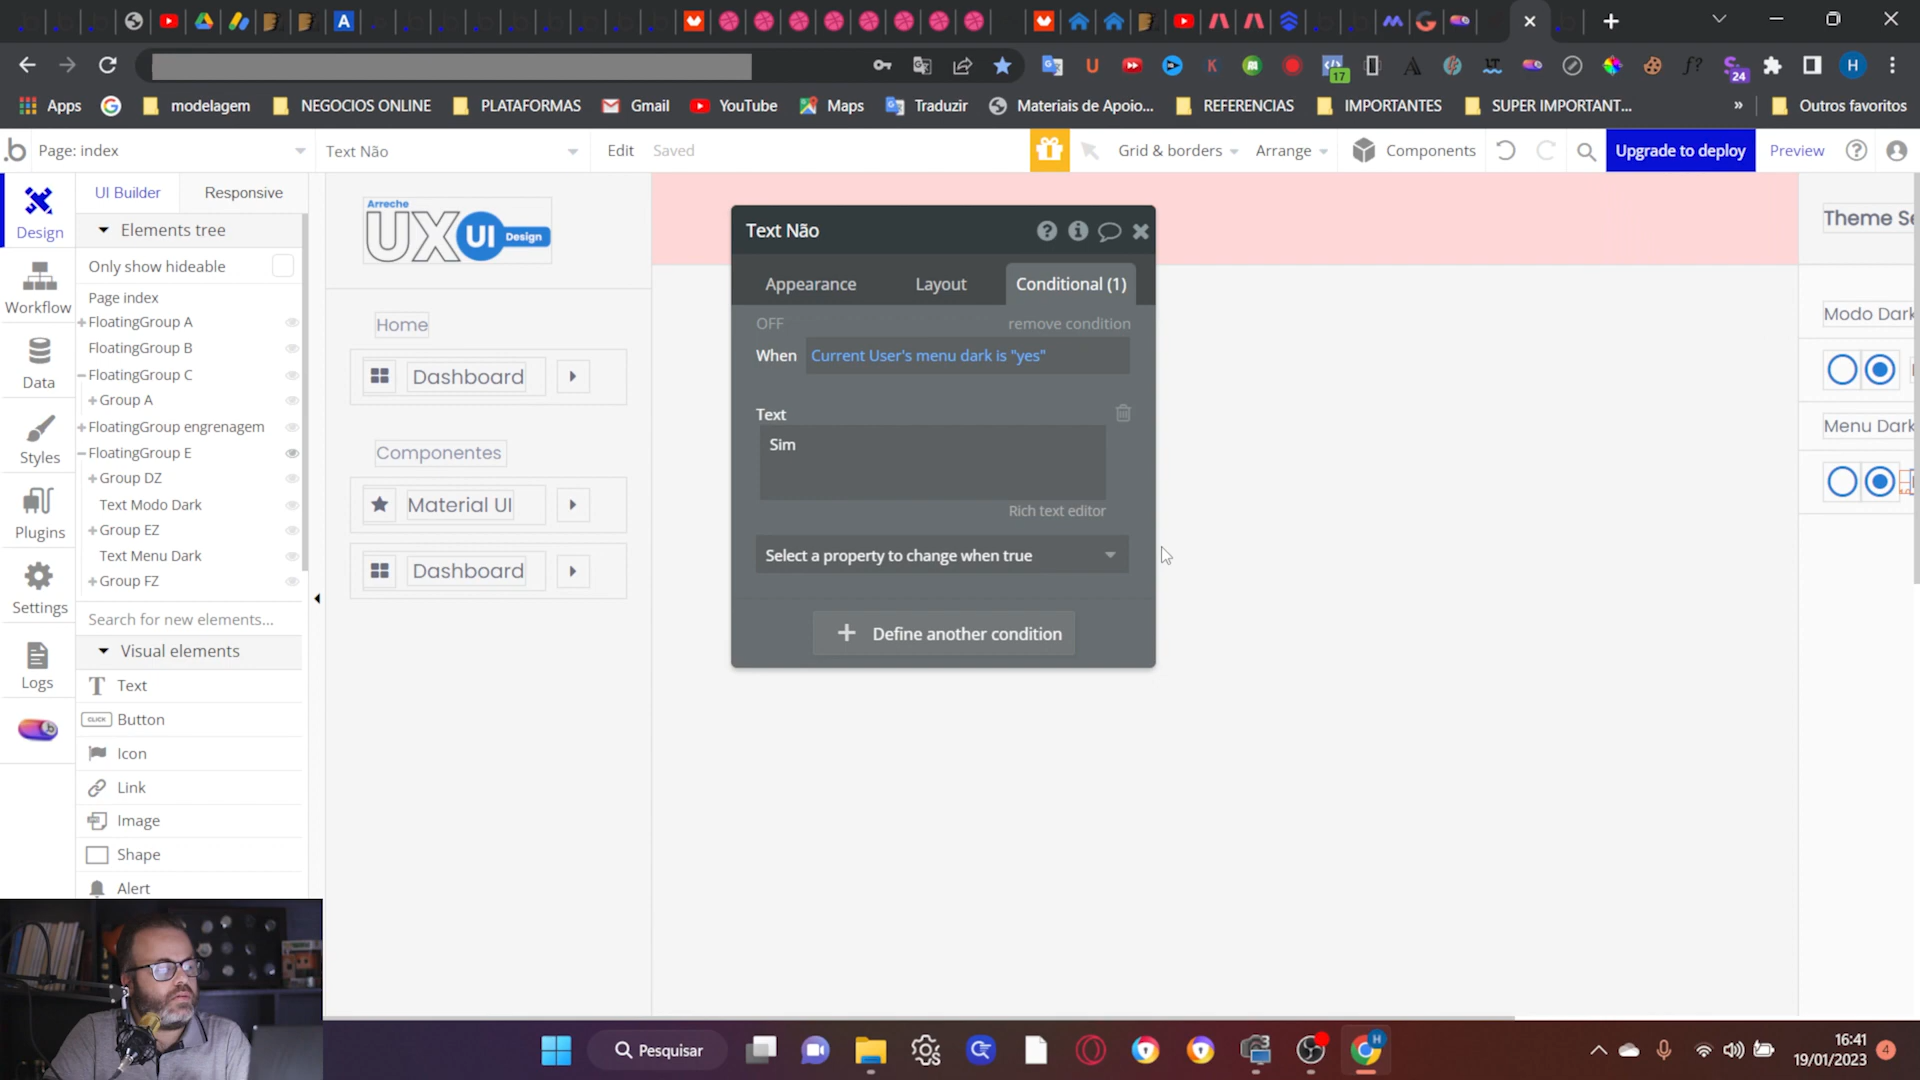 17
24
H
Apps
modelagem
NEGOCIOS ONLINE
PLATAFORMAS
Gmail
YouTube
Maps
Traduzir
Materiais de Apoio...
REFERENCIAS
IMPORTANTES
SUPER IMPORTANT...
»
Outros favoritos
.b
Page: index
Text Não
Edit
Saved
Grid & borders
Arrange
Components
Upgrade to deploy
Preview
Design
Workflow
Data
Styles
Plugins
Settings
Logs
UI Builder
Responsive
Elements tree
Only show hideable
Page index
FloatingGroup A
FloatingGroup B
FloatingGroup C
Group A
FloatingGroup engrenagem
FloatingGroup E
Group DZ
Text Modo Dark
Group EZ
Text Menu Dark
Group FZ
Search for new elements...
Visual elements
Text
CLICK Button
Icon
Link
Image
Shape
Alert
Arreche
UX UI Design
Home
Dashboard
Componentes
Material UI
Dashboard
Text Não
Appearance
Layout
Conditional (1)
OFF
remove condition
When
Current User's menu dark is "yes"
Text
Sim
Rich text editor
Select a property to change when true
+ Define another condition
Theme Se
Modo Dark
Menu Dark
Pesquisar
H
16:41
19/01/2023
4